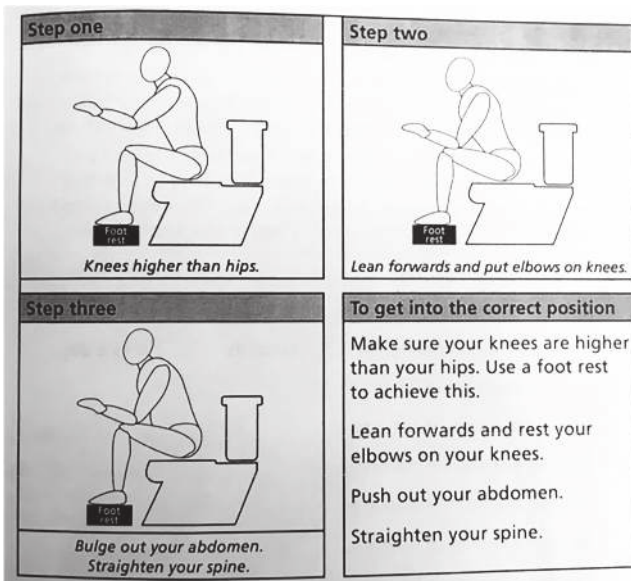 Step one
Foot
rest
Knees higher than hips.
Step two
Foot
rest
Lean forwards and put elbows on knees.
Step three
Foot
rest
Bulge out your abdomen.
Straighten your spine.
To get into the correct position
Make sure your knees are higher
than your hips. Use a foot rest
to achieve this.
Lean forwards and rest your
elbows on your knees.
Push out your abdomen.
Straighten your spine.